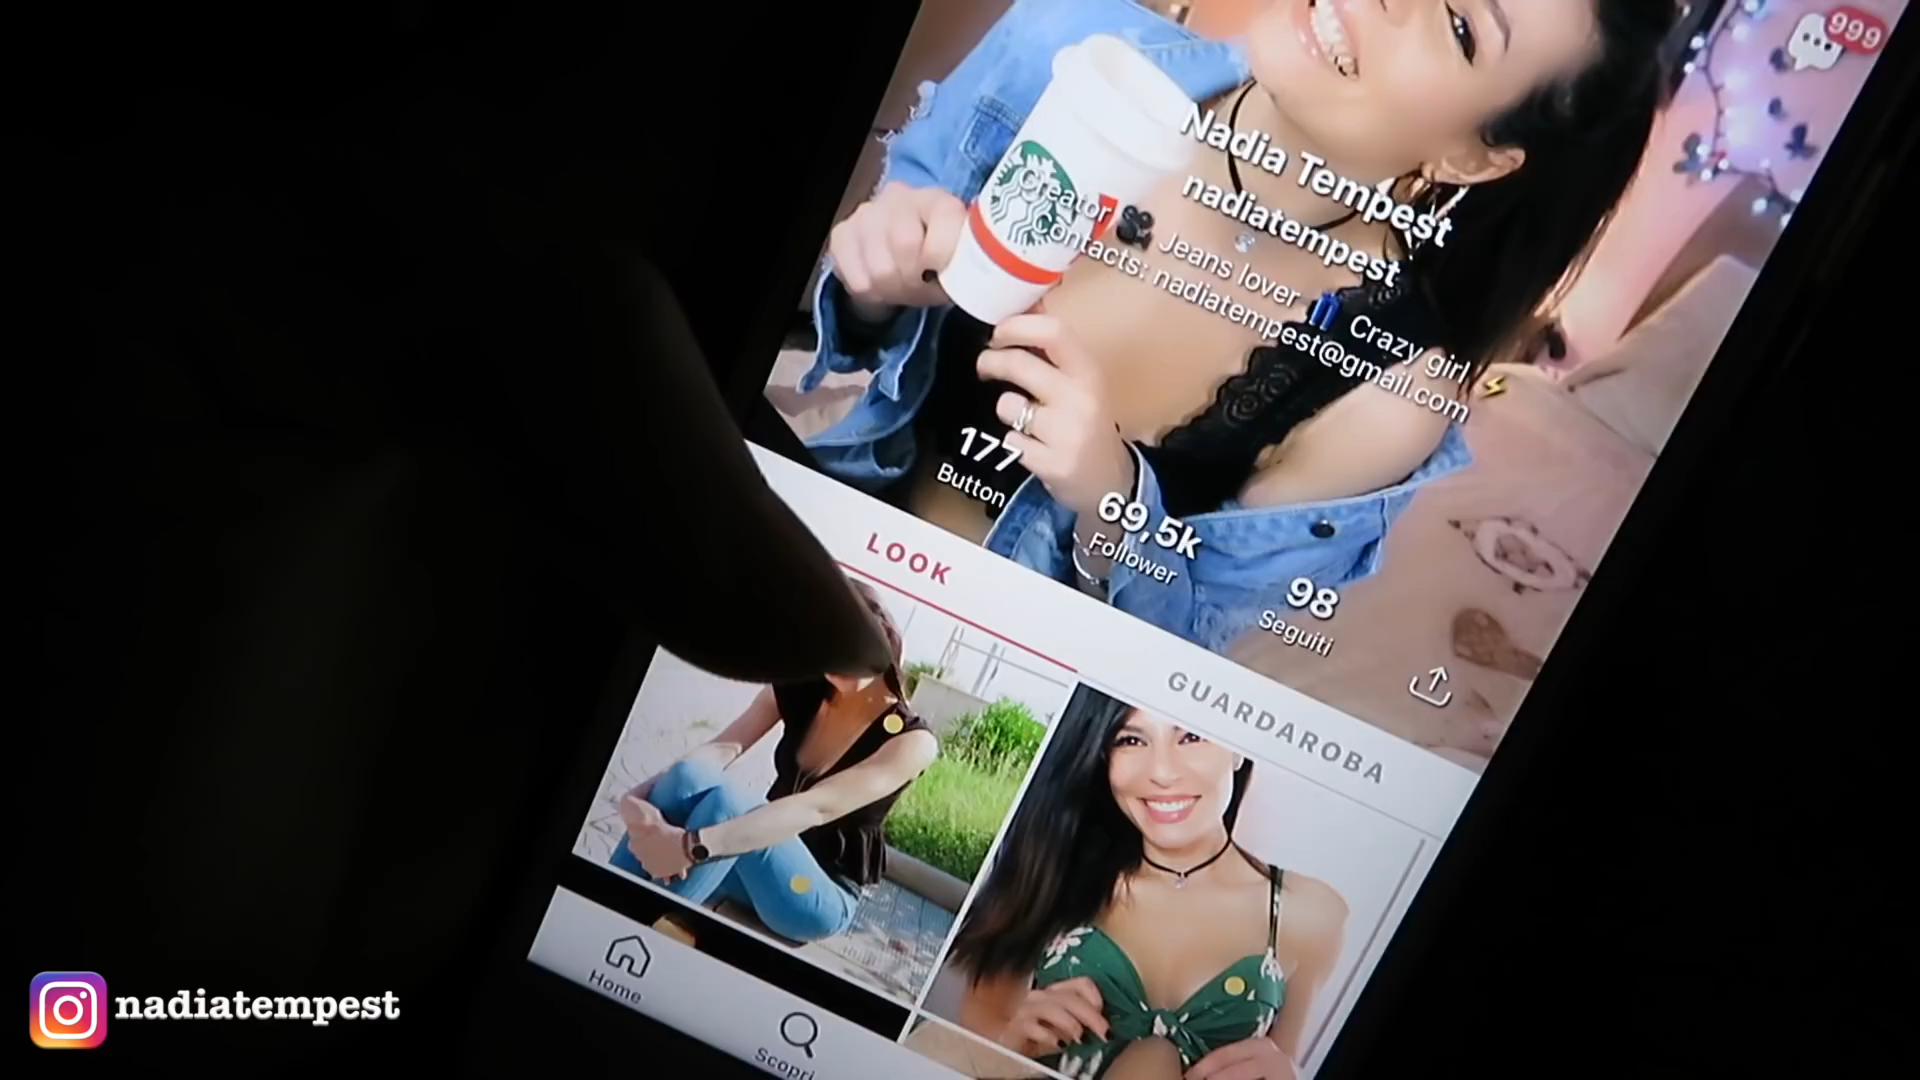 999
Nadia Tempest
nadiatempest
Creator 🎥 Jeans lover 👖 Crazy girl ⚡
Contacts: nadiatempest@gmail.com
177
Button
69,5k
Follower
98
Seguiti
LOOK
GUARDAROBA
Home
Scopri
nadiatempest